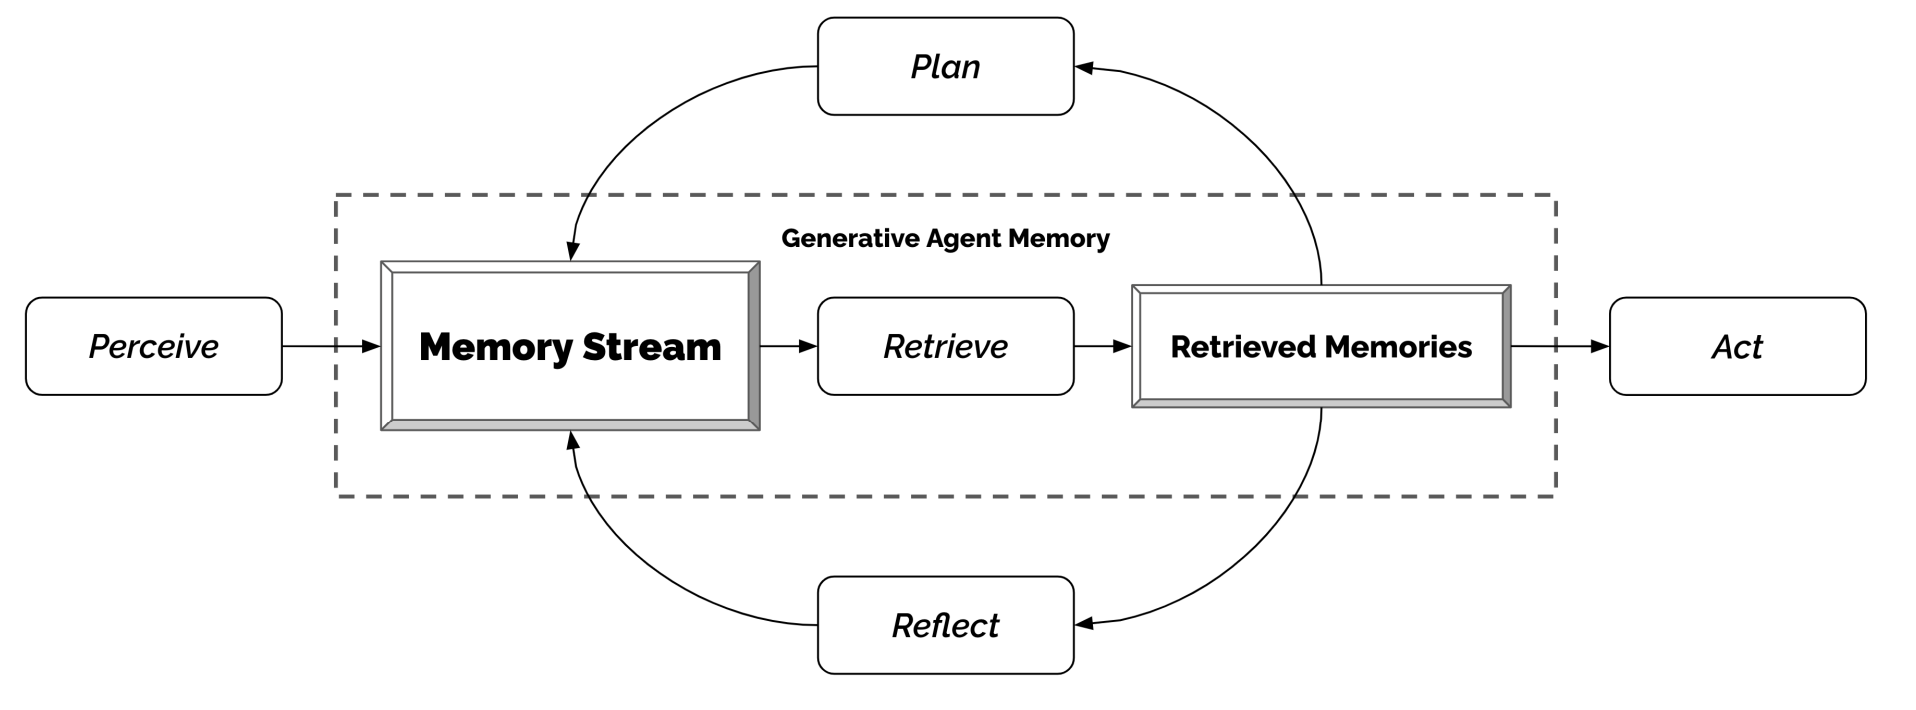 Plan
Generative Agent Memory
Perceive
Memory Stream
Retrieve
Retrieved Memories
Act
Reflect